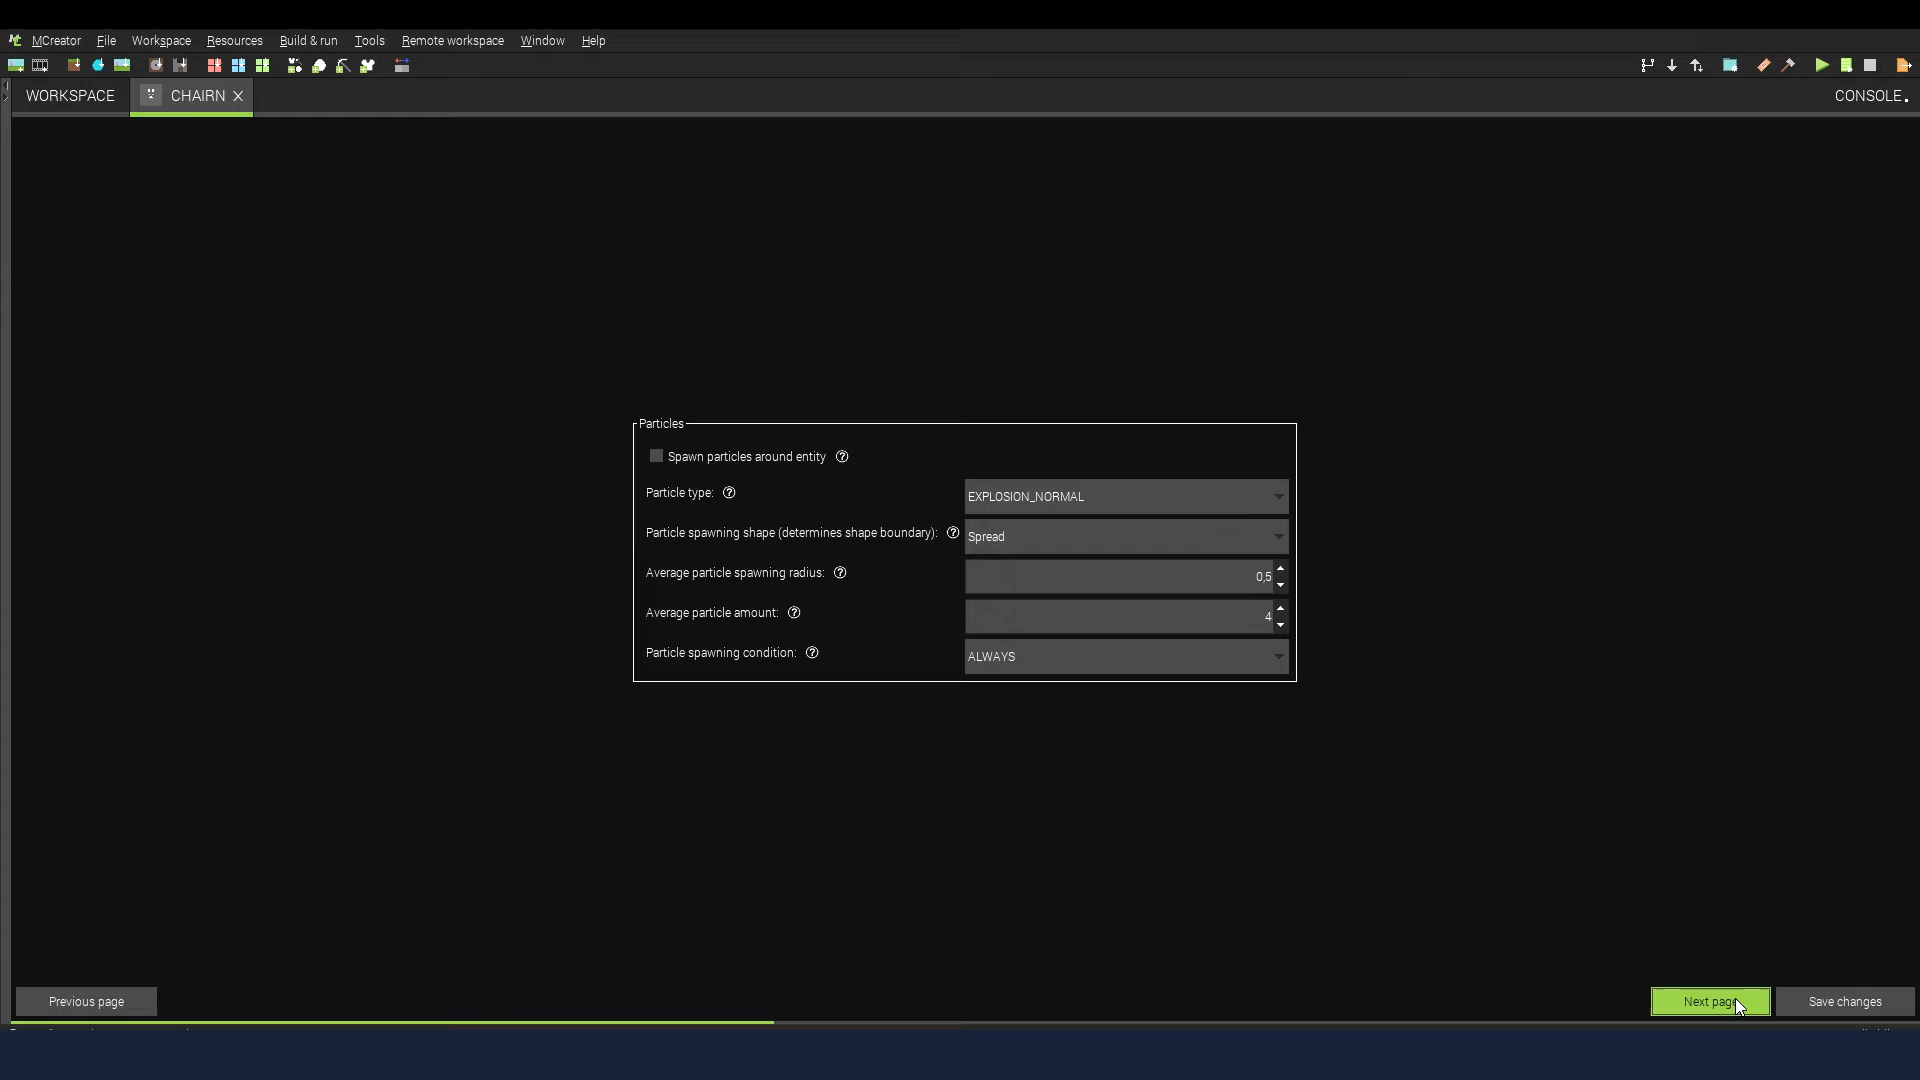 MCreator File Workspace Resources Build & run Tools Remote workspace Window Help
WORKSPACE CHAIRN X CONSOLE
Particles
Spawn particles around entity
Particle type: EXPLOSION_NORMAL
Particle spawning shape (determines shape boundary): Spread
Average particle spawning radius: 0,5
Average particle amount: 4
Particle spawning condition: ALWAYS
Previous page Next page Save changes